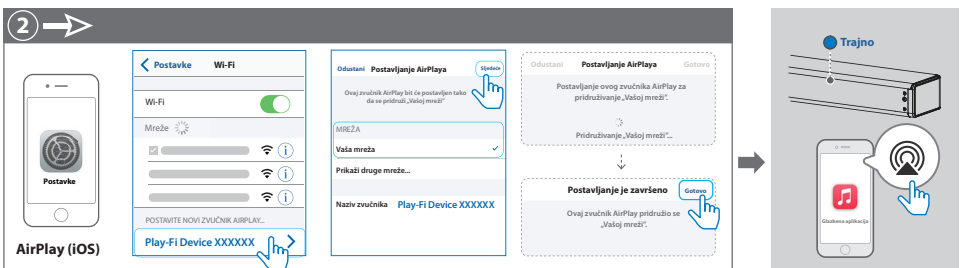 2
Postavke
AirPlay (iOS)
Postavke Wi-Fi
Wi-Fi
Mreže
POSTAVITE NOVI ZVUČNIK AIRPLAY...
Play-Fi Device XXXXXX
Odustani Postavljanje AirPlaya Sljedeće
Ovaj zvučnik AirPlay bit će postavljen tako
da se pridruži „Vašoj mreži”
MREŽA
Vaša mreža
Prikaži druge mreže...
Naziv zvučnika Play-Fi Device XXXXXX
Odustani Postavljanje AirPlaya Gotovo
Postavljanje ovog zvučnika AirPlay za
pridruživanje „Vašoj mreži”.
Pridruživanje „Vašoj mreži”...
Postavljanje je završeno Gotovo
Ovaj zvučnik AirPlay pridružio se
„Vašoj mreži”.
Trajno
Glazbena aplikacija